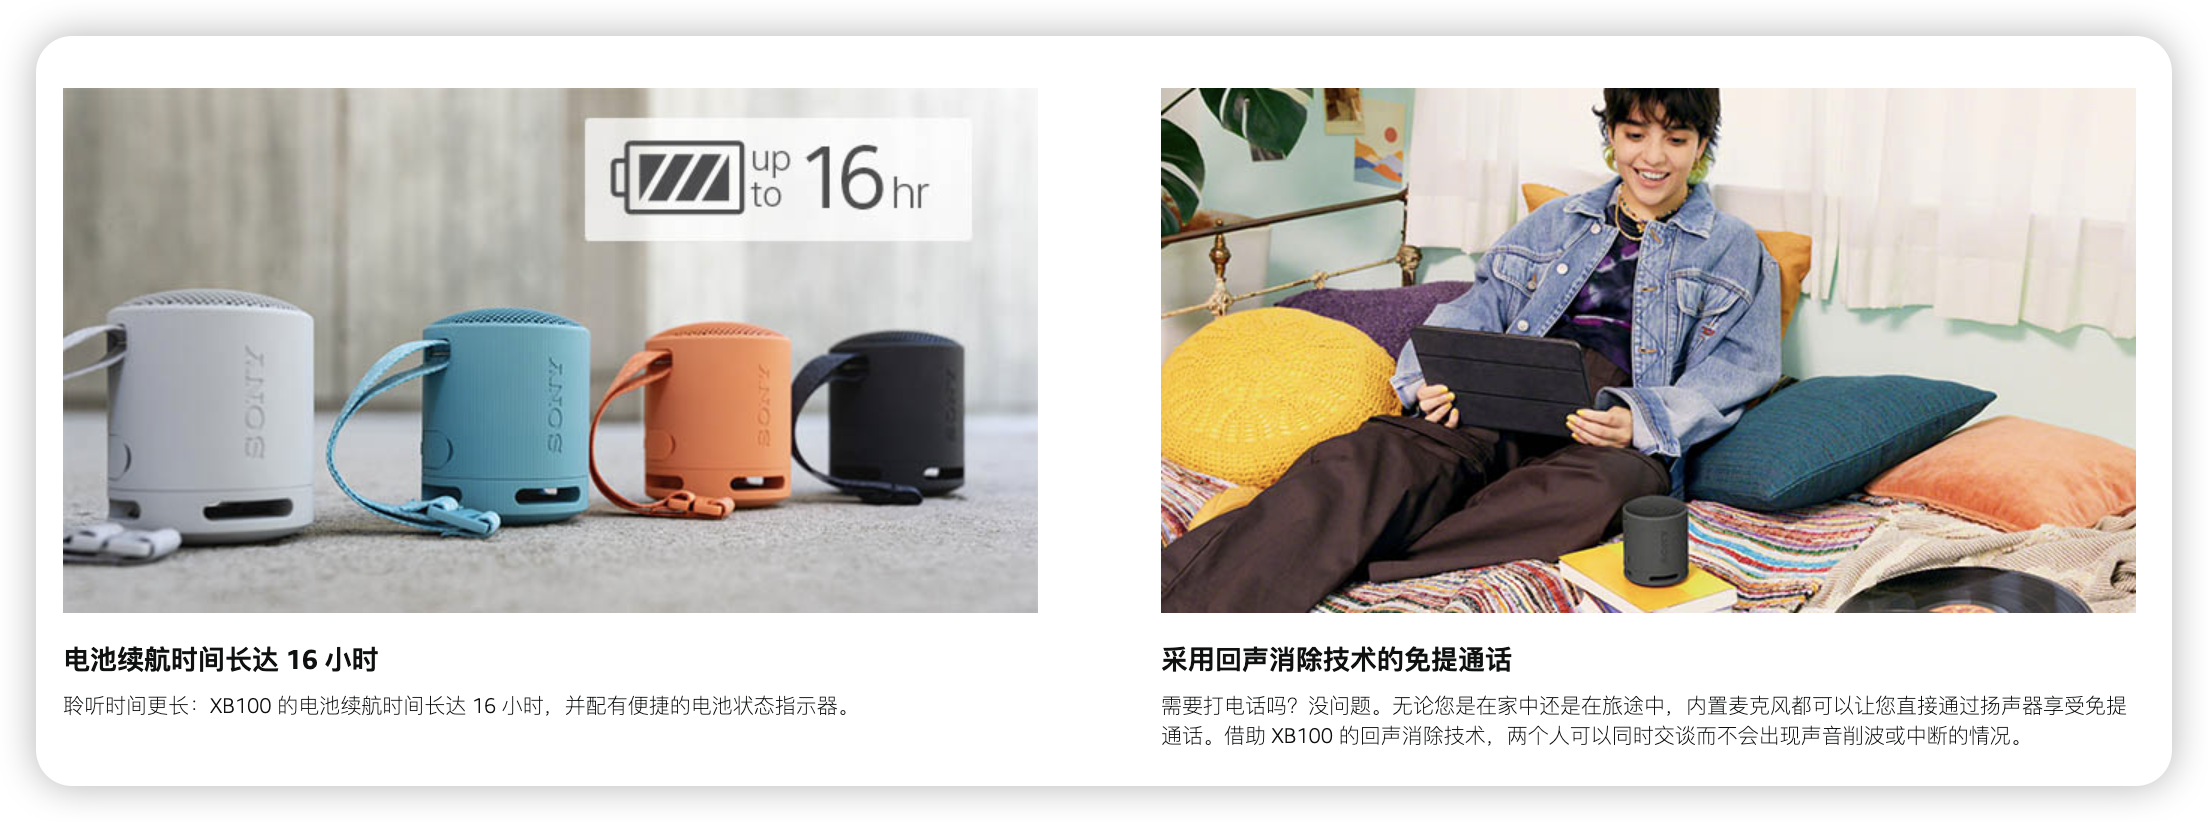 up to 16 hr
SONY
SONY
SONY
SONY
电池续航时间长达 16 小时
聆听时间更长：XB100 的电池续航时间长达 16 小时，并配有便捷的电池状态指示器。
SONY
采用回声消除技术的免提通话
需要打电话吗？没问题。无论您是在家中还是在旅途中，内置麦克风都可以让您直接通过扬声器享受免提
通话。借助 XB100 的回声消除技术，两个人可以同时交谈而不会出现声音削波或中断的情况。